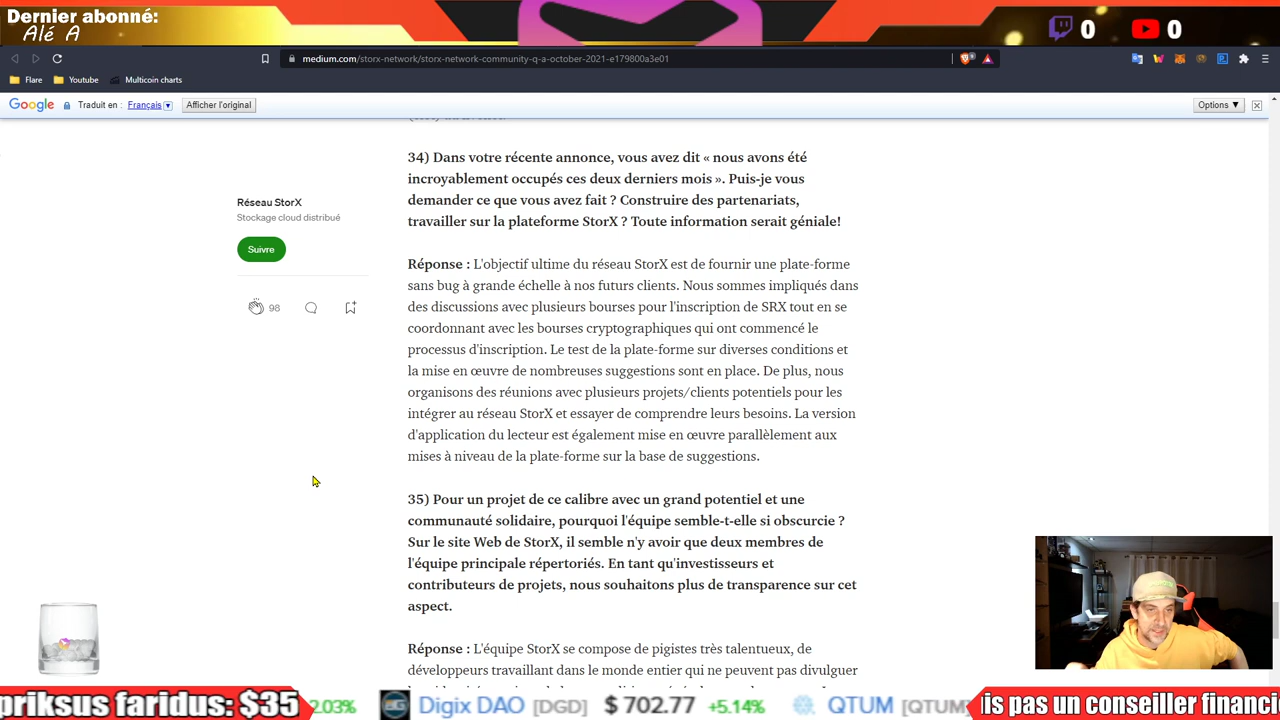 Dernier abonné:
Alé A
0
0
medium.com/storx-network/storx-network-community-q-a-october-2021-e179800a3e01
Flare
Youtube
Multicoin charts
Google
Traduit en :
Français
Afficher l'original
Options ▼
34) Dans votre récente annonce, vous avez dit « nous avons été
incroyablement occupés ces deux derniers mois ». Puis-je vous
demander ce que vous avez fait ? Construire des partenariats,
travailler sur la plateforme StorX ? Toute information serait géniale!
Réseau StorX
Stockage cloud distribué
Suivre
98
Réponse : L'objectif ultime du réseau StorX est de fournir une plate-forme
sans bug à grande échelle à nos futurs clients. Nous sommes impliqués dans
des discussions avec plusieurs bourses pour l'inscription de SRX tout en se
coordonnant avec les bourses cryptographiques qui ont commencé le
processus d'inscription. Le test de la plate-forme sur diverses conditions et
la mise en œuvre de nombreuses suggestions sont en place. De plus, nous
organisons des réunions avec plusieurs projets/clients potentiels pour les
intégrer au réseau StorX et essayer de comprendre leurs besoins. La version
d'application du lecteur est également mise en œuvre parallèlement aux
mises à niveau de la plate-forme sur la base de suggestions.
35) Pour un projet de ce calibre avec un grand potentiel et une
communauté solidaire, pourquoi l'équipe semble-t-elle si obscurcie ?
Sur le site Web de StorX, il semble n'y avoir que deux membres de
l'équipe principale répertoriés. En tant qu'investisseurs et
contributeurs de projets, nous souhaitons plus de transparence sur cet
aspect.
Réponse : L'équipe StorX se compose de pigistes très talentueux, de
développeurs travaillant dans le monde entier qui ne peuvent pas divulguer
priksus faridus: $35
2.03%
Digix DAO [DGD] $ 702.77 +5.14%
QTUM [QTUM]
is pas un conseiller financi